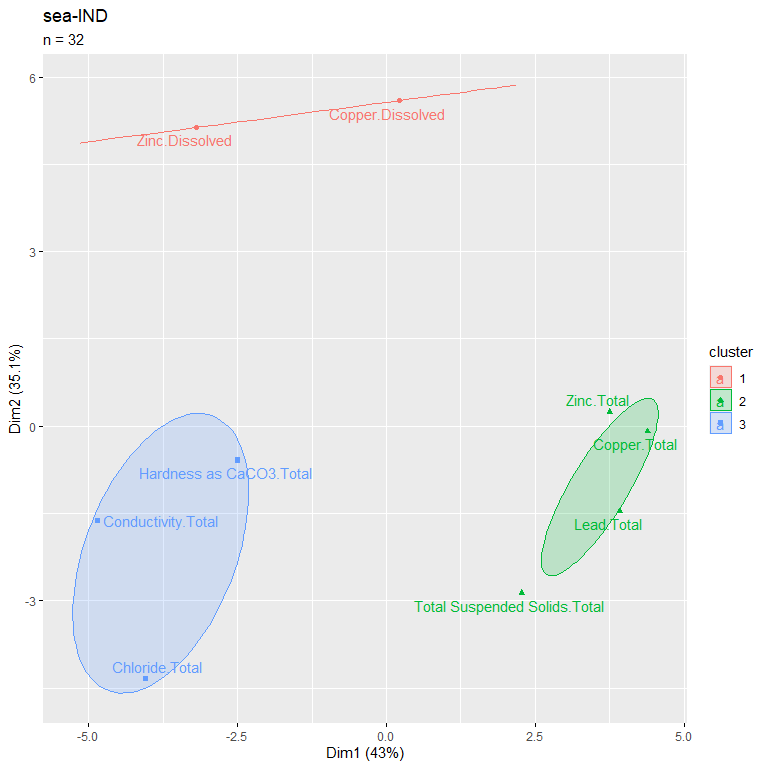 sea-IND
n = 32
6
3
0
-3
Dim2 (35.1%)
Zinc.Dissolved
Copper.Dissolved
Zinc.Total
Copper.Total
Hardness as CaCO3.Total
Conductivity.Total
Lead.Total
Total Suspended Solids.Total
Chloride.Total
-5.0
-2.5
0.0
2.5
5.0
Dim1 (43%)
cluster
a 1
a 2
a 3